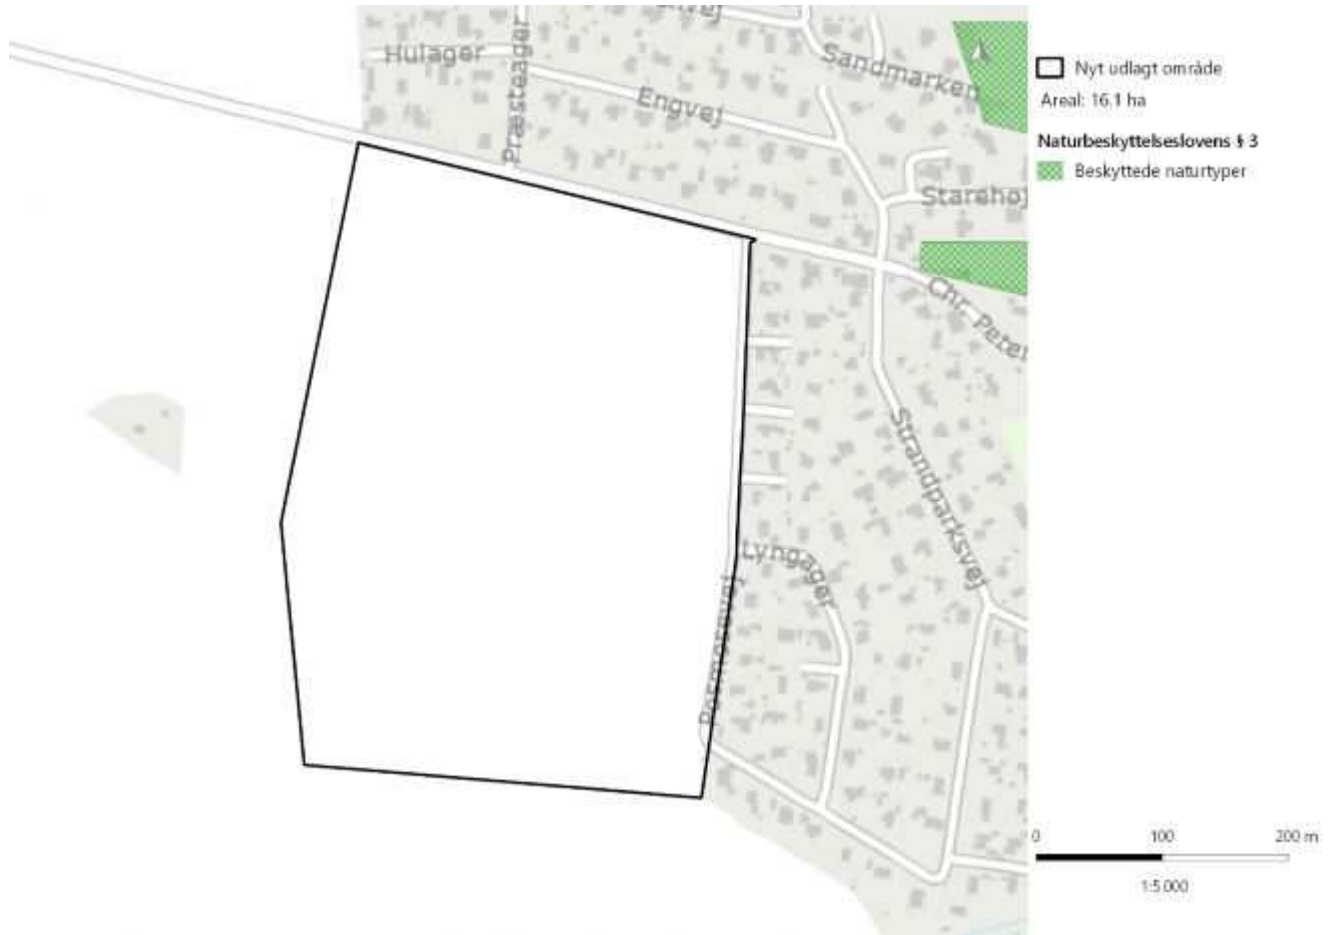 Hulager
Præsteager
Engvej
Sandmarken
Starehøj
Chr. Peter
Strandparksvej
Lyngager
Nyt udlagt område
Areal: 16.1 ha
Naturbeskyttelseslovens § 3
Beskyttede naturtyper
0 100 200 m
1:5 000